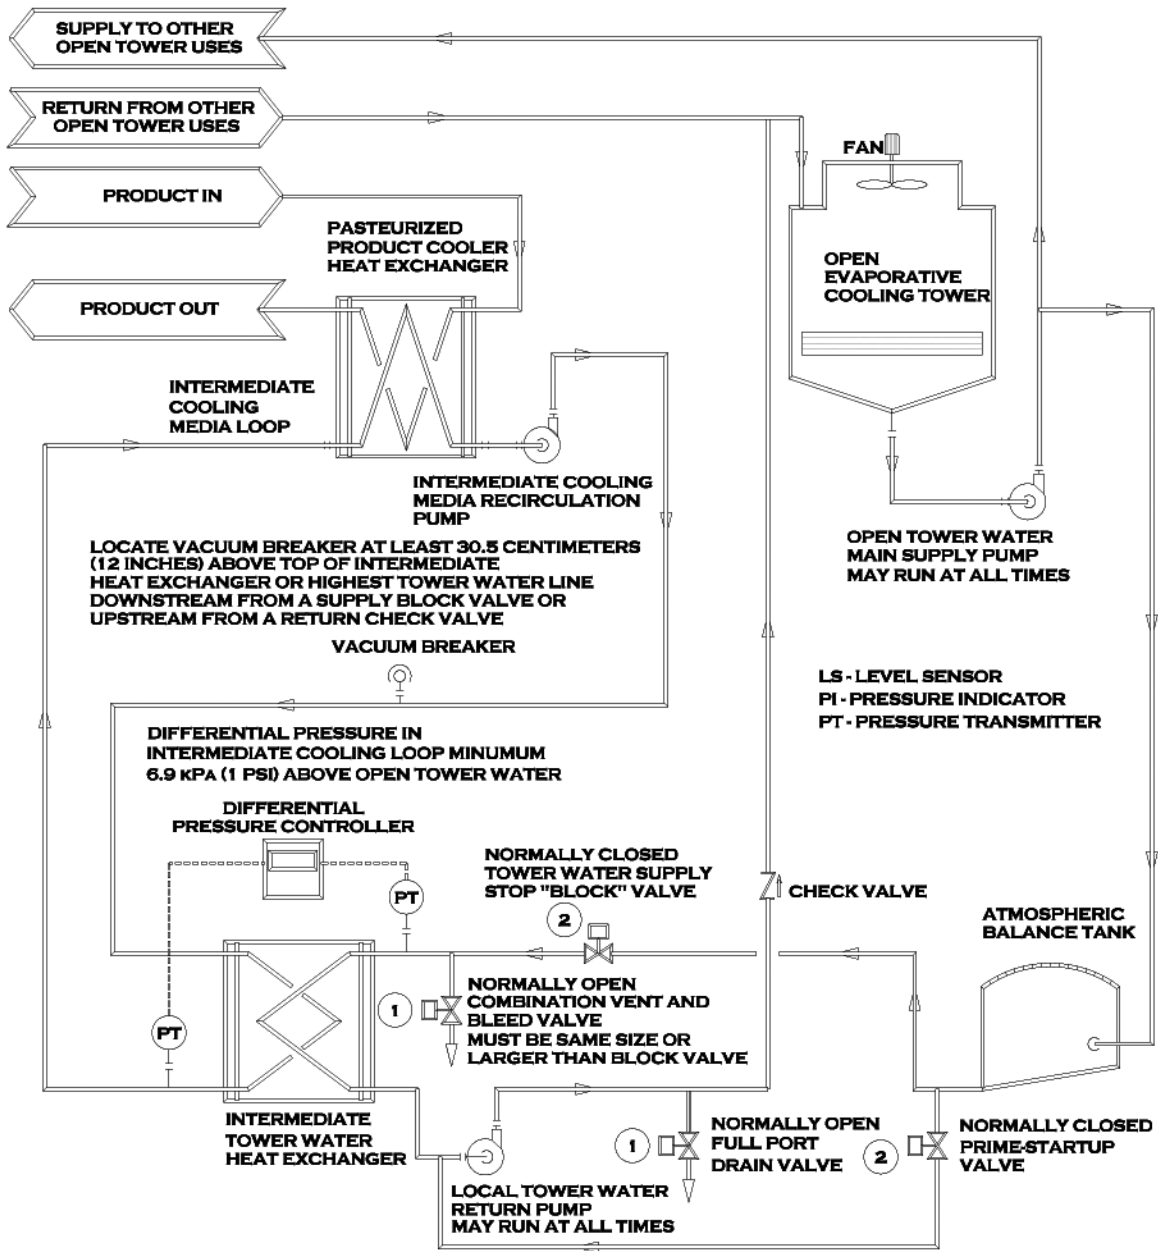 SUPPLY TO OTHER
OPEN TOWER USES
RETURN FROM OTHER
OPEN TOWER USES
PRODUCT IN
PRODUCT OUT
PASTEURIZED
PRODUCT COOLER
HEAT EXCHANGER
FAN
OPEN
EVAPORATIVE
COOLING TOWER
INTERMEDIATE
COOLING
MEDIA LOOP
INTERMEDIATE COOLING
MEDIA RECIRCULATION
PUMP
OPEN TOWER WATER
MAIN SUPPLY PUMP
MAY RUN AT ALL TIMES
LOCATE VACUUM BREAKER AT LEAST 30.5 CENTIMETERS
(12 INCHES) ABOVE TOP OF INTERMEDIATE
HEAT EXCHANGER OR HIGHEST TOWER WATER LINE
DOWNSTREAM FROM A SUPPLY BLOCK VALVE OR
UPSTREAM FROM A RETURN CHECK VALVE
VACUUM BREAKER
LS - LEVEL SENSOR
PI - PRESSURE INDICATOR
PT - PRESSURE TRANSMITTER
DIFFERENTIAL PRESSURE IN
INTERMEDIATE COOLING LOOP MINUMUM
6.9 KPA (1 PSI) ABOVE OPEN TOWER WATER
DIFFERENTIAL
PRESSURE CONTROLLER
PT
PT
NORMALLY CLOSED
TOWER WATER SUPPLY
STOP "BLOCK" VALVE
2
CHECK VALVE
ATMOSPHERIC
BALANCE TANK
1
NORMALLY OPEN
COMBINATION VENT AND
BLEED VALVE
MUST BE SAME SIZE OR
LARGER THAN BLOCK VALVE
INTERMEDIATE
TOWER WATER
HEAT EXCHANGER
LOCAL TOWER WATER
RETURN PUMP
MAY RUN AT ALL TIMES
1
NORMALLY OPEN
FULL PORT
DRAIN VALVE
2
NORMALLY CLOSED
PRIME-STARTUP
VALVE